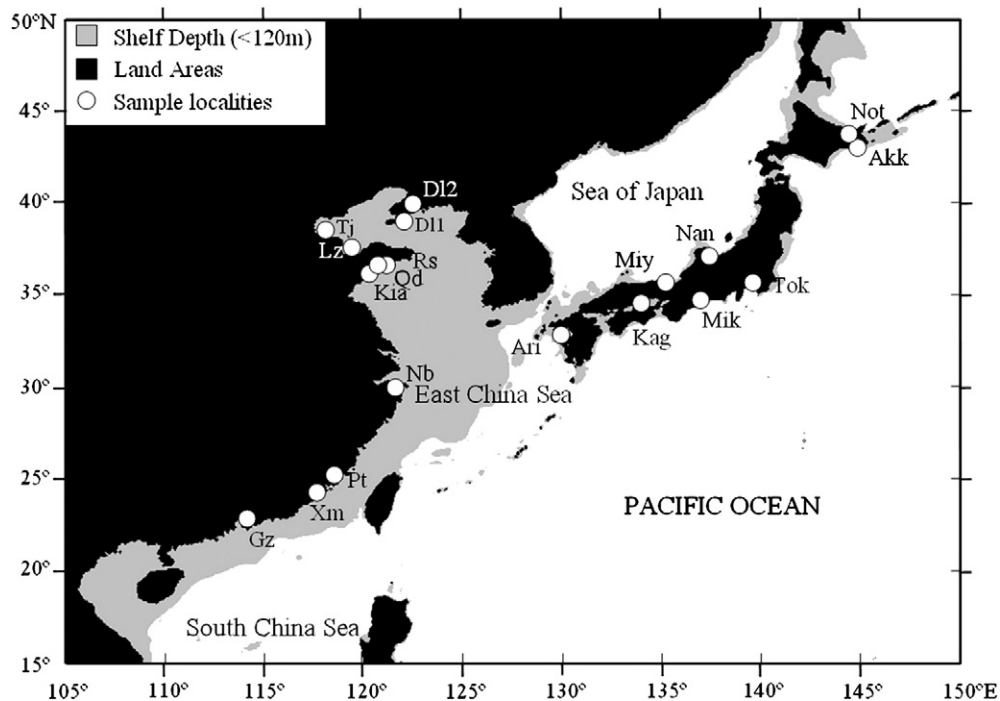 50°N
Shelf Depth (<120m)
Land Areas
Sample localities
45°
Not
Akk
40°
Dl2
Sea of Japan
Tj
Dl1
Nan
Lz
Rs
Miy
Qd
Kia
35°
Tok
Mik
Ari
Kag
30°
Nb
East China Sea
25°
Pt
PACIFIC OCEAN
Xm
Gz
20°
South China Sea
15°
105° 110° 115° 120° 125° 130° 135° 140° 145° 150°E